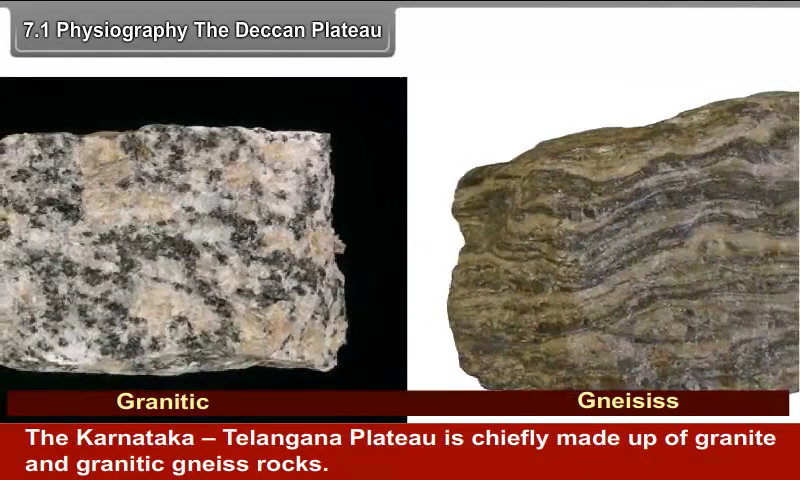 7.1 Physiography The Deccan Plateau
Granitic
Gneisiss
The Karnataka – Telangana Plateau is chiefly made up of granite
and granitic gneiss rocks.